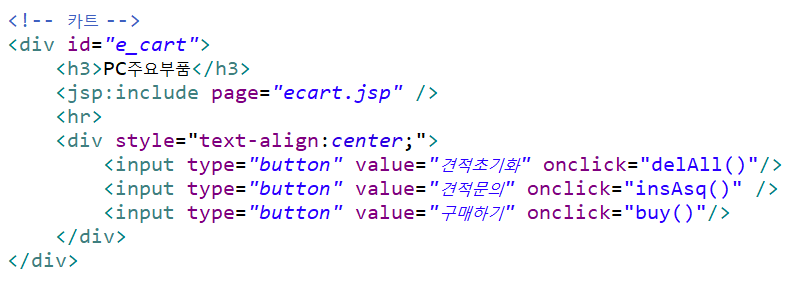 <!-- 카트 -->
<div id="e_cart">
    <h3>PC주요부품</h3>
    <jsp:include page="ecart.jsp" />
    <hr>
    <div style="text-align:center;">
        <input type="button" value="견적초기화" onclick="delAll()"/>
        <input type="button" value="견적문의" onclick="insAsq()" />
        <input type="button" value="구매하기" onclick="buy()"/>
    </div>
</div>